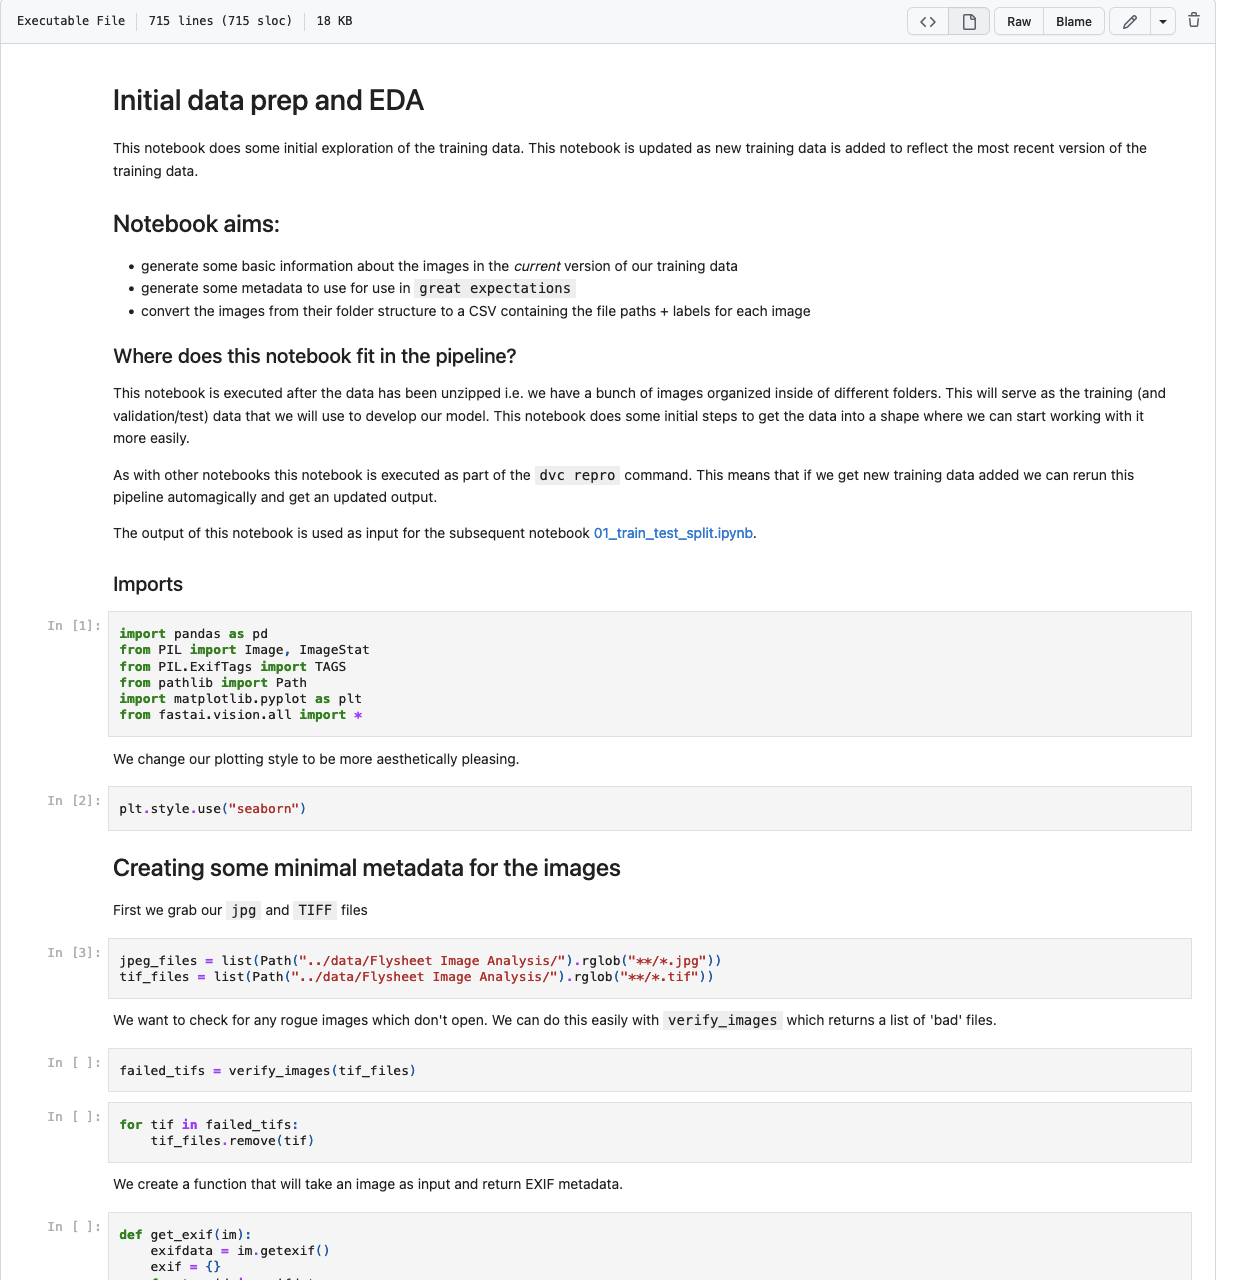 Executable File 715 lines (715 sloc) 18 KB <> Raw Blame
Initial data prep and EDA
This notebook does some initial exploration of the training data. This notebook is updated as new training data is added to reflect the most recent version of the
training data.
Notebook aims:
• generate some basic information about the images in the current version of our training data
• generate some metadata to use for use in great expectations
• convert the images from their folder structure to a CSV containing the file paths + labels for each image
Where does this notebook fit in the pipeline?
This notebook is executed after the data has been unzipped i.e. we have a bunch of images organized inside of different folders. This will serve as the training (and
validation/test) data that we will use to develop our model. This notebook does some initial steps to get the data into a shape where we can start working with it
more easily.
As with other notebooks this notebook is executed as part of the dvc repro command. This means that if we get new training data added we can rerun this
pipeline automagically and get an updated output.
The output of this notebook is used as input for the subsequent notebook 01_train_test_split.ipynb.
Imports
In [1]: import pandas as pd
from PIL import Image, ImageStat
from PIL.ExifTags import TAGS
from pathlib import Path
import matplotlib.pyplot as plt
from fastai.vision.all import *
We change our plotting style to be more aesthetically pleasing.
In [2]: plt.style.use("seaborn")
Creating some minimal metadata for the images
First we grab our jpg and TIFF files
In [3]: jpeg_files = list(Path("../data/Flysheet Image Analysis/").rglob("**/*.jpg"))
tif_files = list(Path("../data/Flysheet Image Analysis/").rglob("**/*.tif"))
We want to check for any rogue images which don't open. We can do this easily with verify_images which returns a list of 'bad' files.
In [ ]: failed_tifs = verify_images(tif_files)
In [ ]: for tif in failed_tifs:
    tif_files.remove(tif)
We create a function that will take an image as input and return EXIF metadata.
In [ ]: def get_exif(im):
    exifdata = im.getexif()
    exif = {}